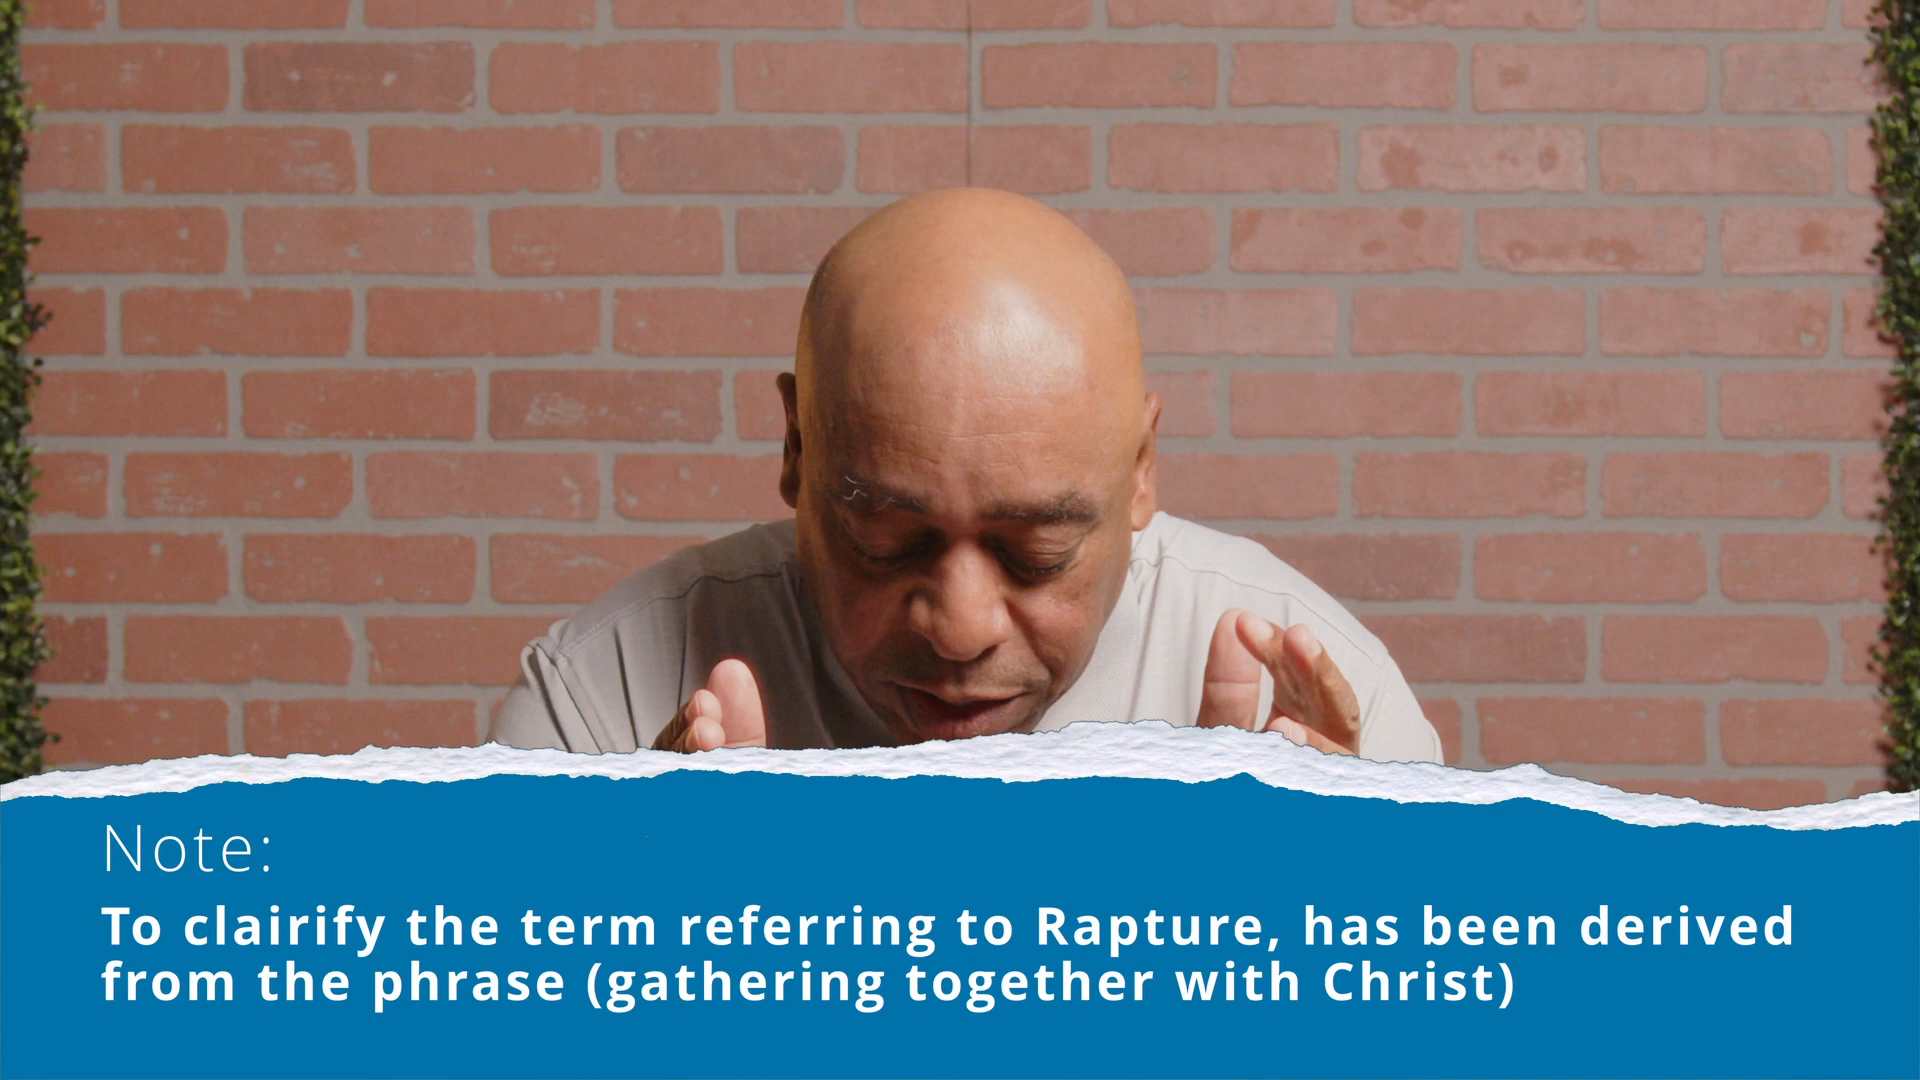 Note:
To clairify the term referring to Rapture, has been derived
from the phrase (gathering together with Christ)